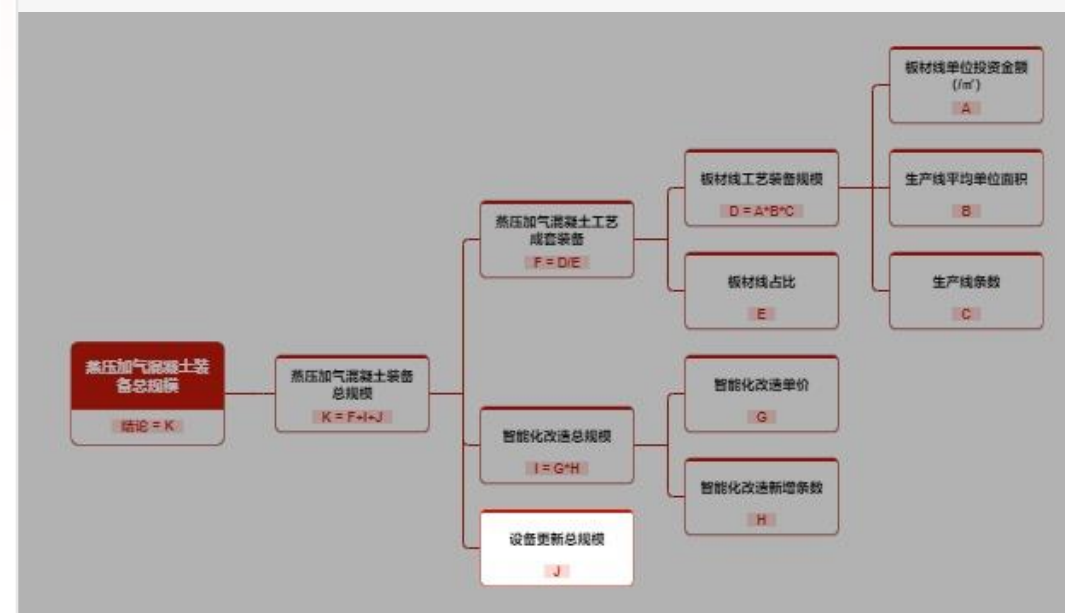 板材线单位投资金额
(/㎡)
A
板材线工艺装备规模
D = A*B*C
生产线平均单位面积
B
蒸压加气混凝土工艺
成套装备
F = D/E
板材线占比
E
生产线条数
C
蒸压加气混凝土装
备总规模
结论 = K
蒸压加气混凝土装备
总规模
K = F+I+J
智能化改造单价
G
智能化改造总规模
I = G*H
智能化改造新增条数
H
设备更新总规模
J